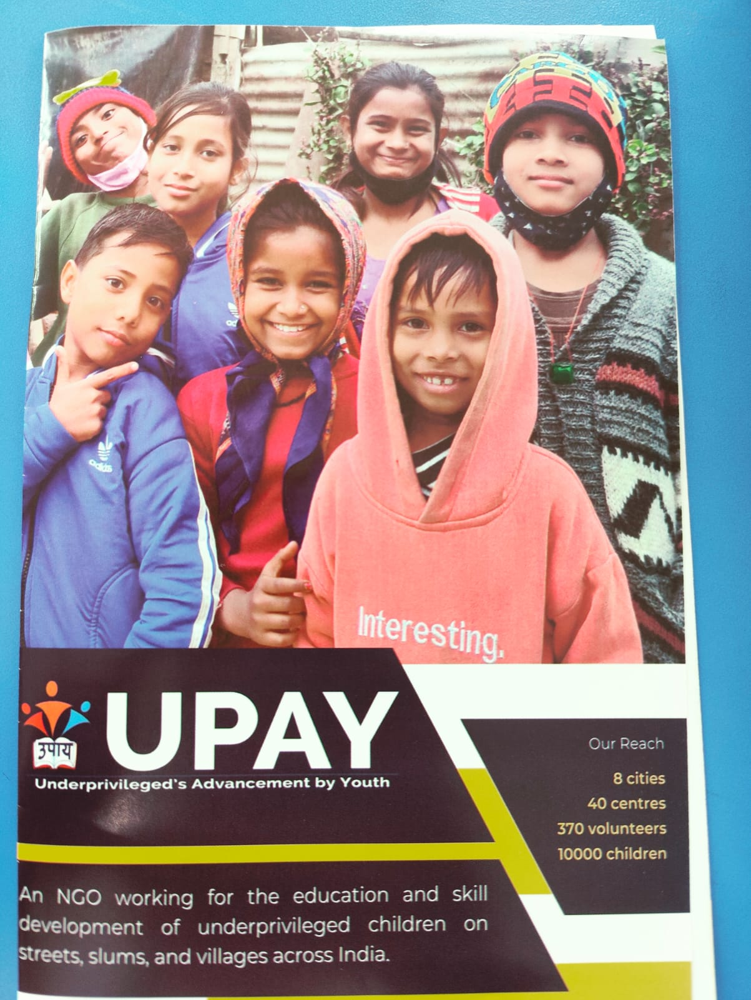 adidas
Interesting.
उपाय
UPAY
Underprivileged's Advancement by Youth
Our Reach
8 cities
40 centres
370 volunteers
10000 children
An NGO working for the education and skill
development of underprivileged children on
streets, slums, and villages across India.